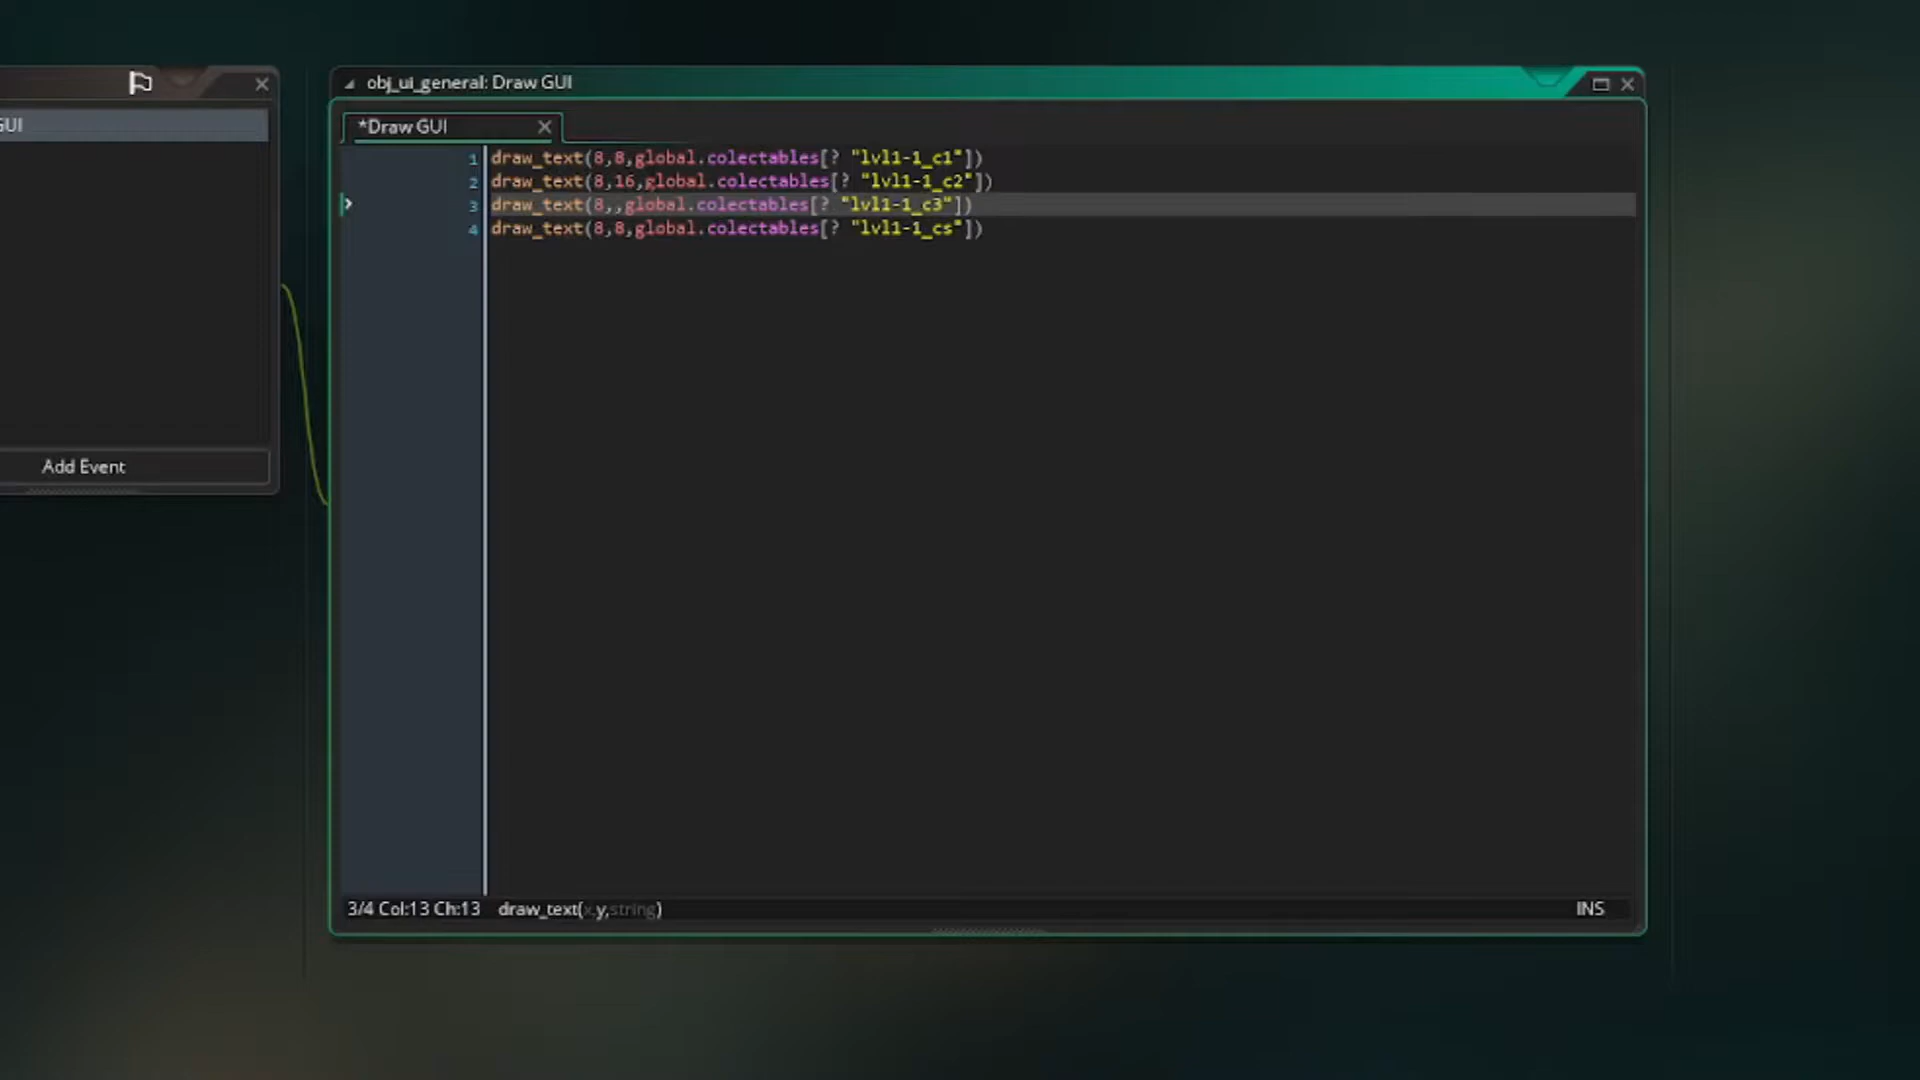 GUI
Add Event
obj_ui_general: Draw GUI
*Draw GUI
1 draw_text(8,8,global.colectables[? "lvl1-1_c1"])
2 draw_text(8,16,global.colectables[? "lvl1-1_c2"])
3 draw_text(8,,global.colectables[? "lvl1-1_c3"])
4 draw_text(8,8,global.colectables[? "lvl1-1_cs"])
3/4 Col:13 Ch:13 draw_text(x,y,string) INS